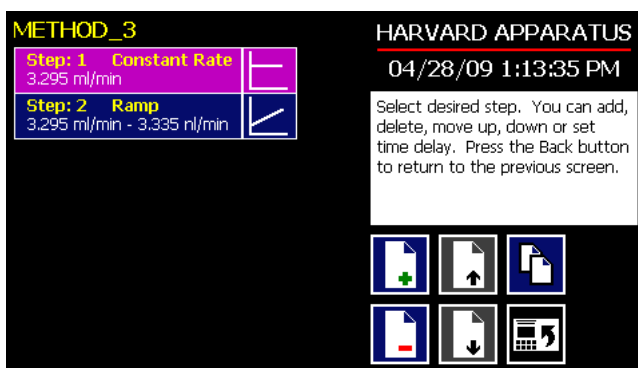 METHOD_3
Step: 1 Constant Rate
3.295 ml/min
Step: 2 Ramp
3.295 ml/min - 3.335 nl/min
HARVARD APPARATUS
04/28/09 1:13:35 PM
Select desired step. You can add,
delete, move up, down or set
time delay. Press the Back button
to return to the previous screen.